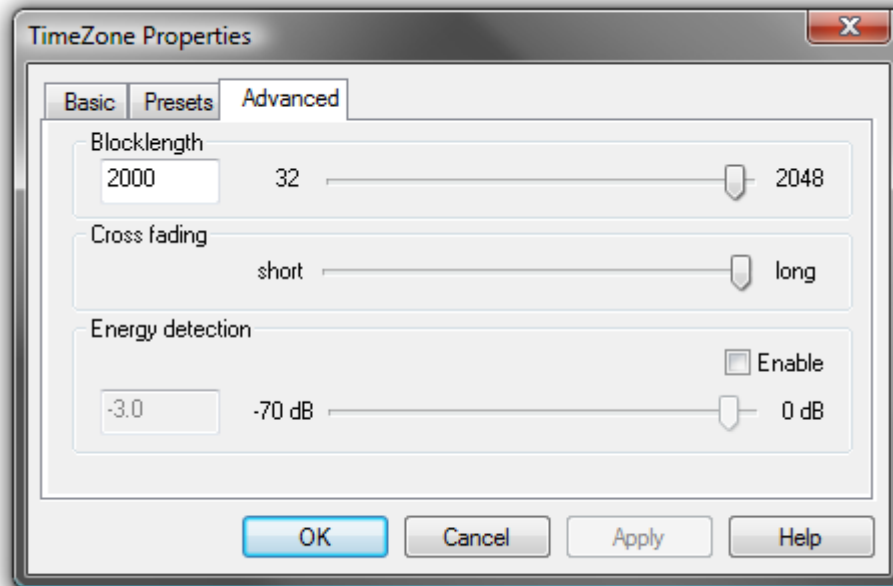 TimeZone Properties
Basic Presets Advanced
Blocklength
2000 32 2048
Cross fading
short long
Energy detection
Enable
-3.0 -70 dB 0 dB
OK Cancel Apply Help